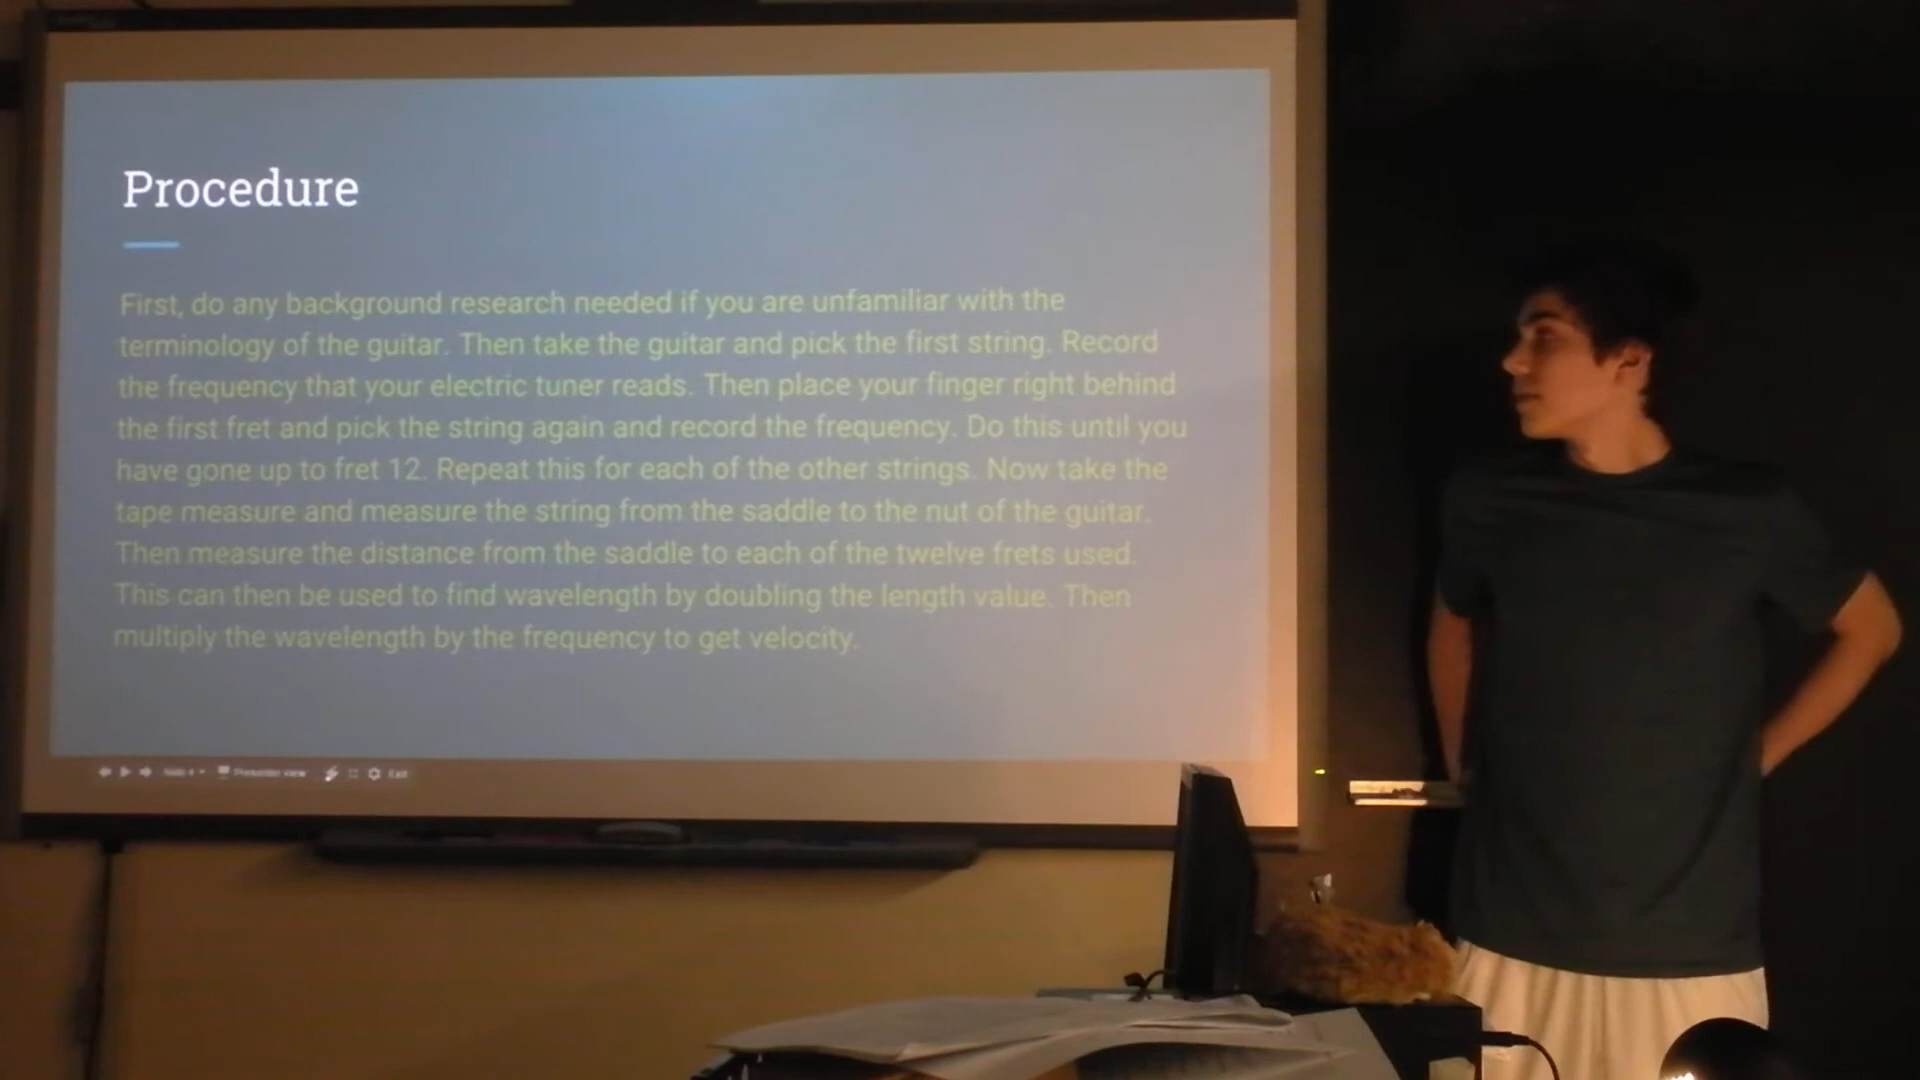 Procedure
First, do any background research needed if you are unfamiliar with the
terminology of the guitar. Then take the guitar and pick the first string. Record
the frequency that your electric tuner reads. Then place your finger right behind
the first fret and pick the string again and record the frequency. Do this until you
have gone up to fret 12. Repeat this for each of the other strings. Now take the
tape measure and measure the string from the saddle to the nut of the guitar.
Then measure the distance from the saddle to each of the twelve frets used.
This can then be used to find wavelength by doubling the length value. Then
multiply the wavelength by the frequency to get velocity.
Slide 4 Presenter view Exit